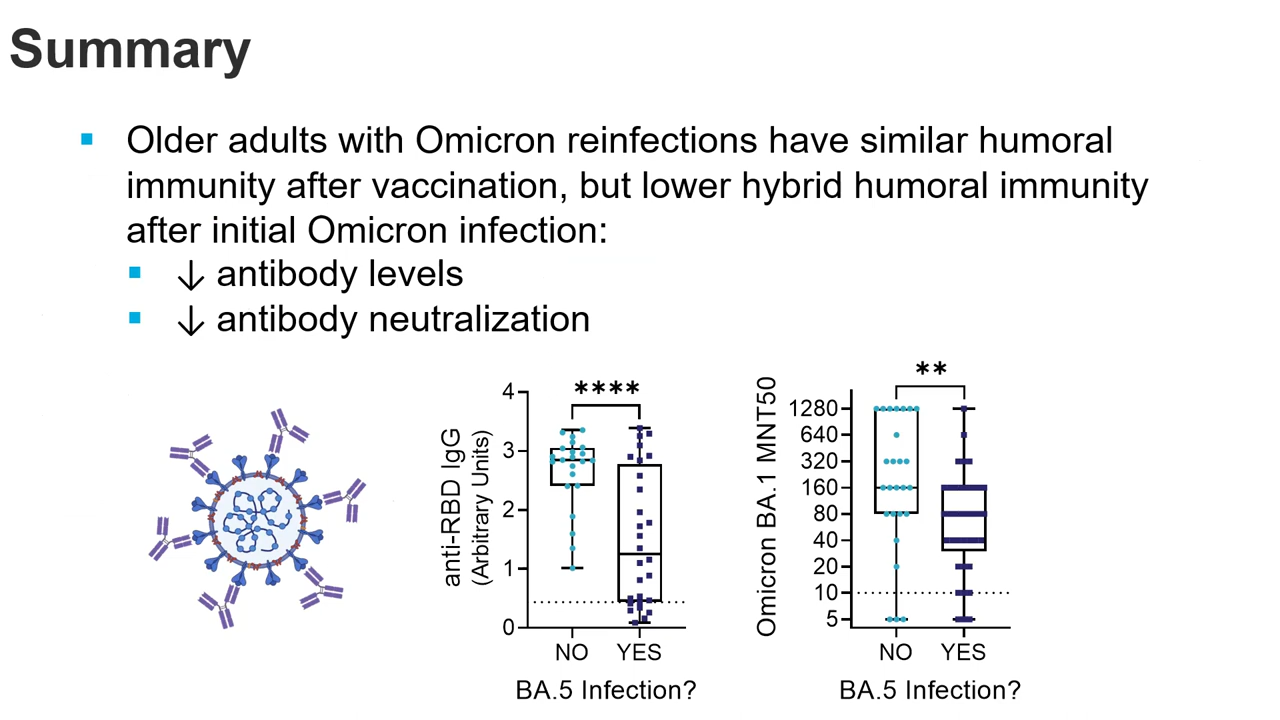 Summary
▪ Older adults with Omicron reinfections have similar humoral
immunity after vaccination, but lower hybrid humoral immunity
after initial Omicron infection:
▪ ↓ antibody levels
▪ ↓ antibody neutralization
anti-RBD IgG
(Arbitrary Units)
4
3
2
1
0
****
NO YES
BA.5 Infection?
Omicron BA.1 MNT50
1280
640
320
160
80
40
20
10
5
**
NO YES
BA.5 Infection?